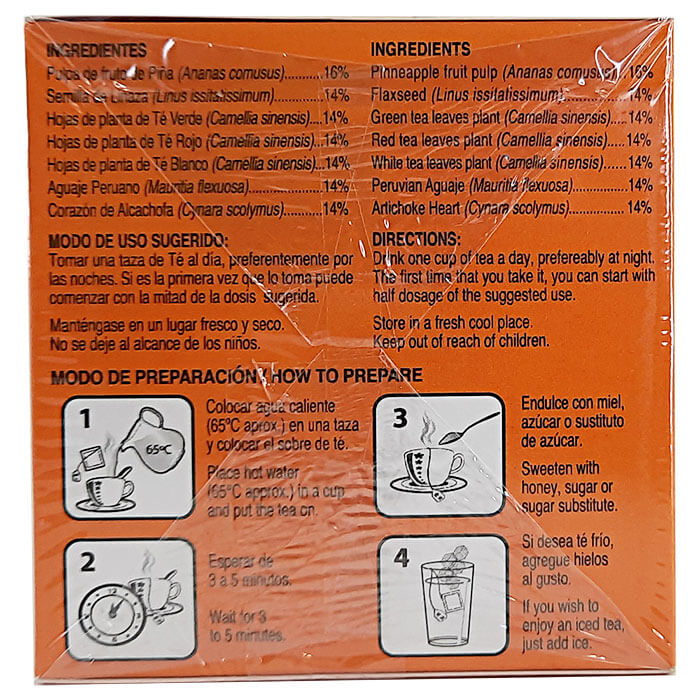 INGREDIENTES
Pulpa de fruto de Piña (Ananas comusus)..........16%
Semilla de Linaza (Linus issitatissimum)..........14%
Hojas de planta de Té Verde (Camellia sinensis)....14%
Hojas de planta de Té Rojo (Camellia sinensis)....14%
Hojas de planta de Té Blanco (Camellia sinensis)...14%
Aguaje Peruano (Mauritia flexuosa)................14%
Corazón de Alcachofa (Cynara scolymus).........14%
MODO DE USO SUGERIDO:
Tomar una taza de Té al día, preferentemente por
las noches. Si es la primera vez que lo toma puede
comenzar con la mitad de la dosis sugerida.
Manténgase en un lugar fresco y seco.
No se deje al alcance de los niños.
INGREDIENTS
Pinneapple fruit pulp (Ananas comusus).....16%
Flaxseed (Linus issitatissimum)..................14%
Green tea leaves plant (Camellia sinensis)....14%
Red tea leaves plant (Camellia sinensis).......14%
White tea leaves plant (Camellia sinensis).....14%
Peruvian Aguaje (Mauritia flexuosa)............14%
Artichoke Heart (Cynara scolymus)..............14%
DIRECTIONS:
Drink one cup of tea a day, prefereably at night.
The first time that you take it, you can start with
half dosage of the suggested use.
Store in a fresh cool place.
Keep out of reach of children.
MODO DE PREPARACIÓN / HOW TO PREPARE
1
65ºC
Colocar agua caliente
(65ºC aprox.) en una taza
y colocar el sobre de té.
Place hot water
(65ºC approx.) in a cup
and put the tea on.
2
12
Esperar de
3 a 5 minutos.
Wait for 3
to 5 minutes.
3
Endulce con miel,
azúcar o sustituto
de azúcar.
Sweeten with
honey, sugar or
sugar substitute.
4
Si desea té frío,
agregue hielos
al gusto.
If you wish to
enjoy an iced tea,
just add ice.